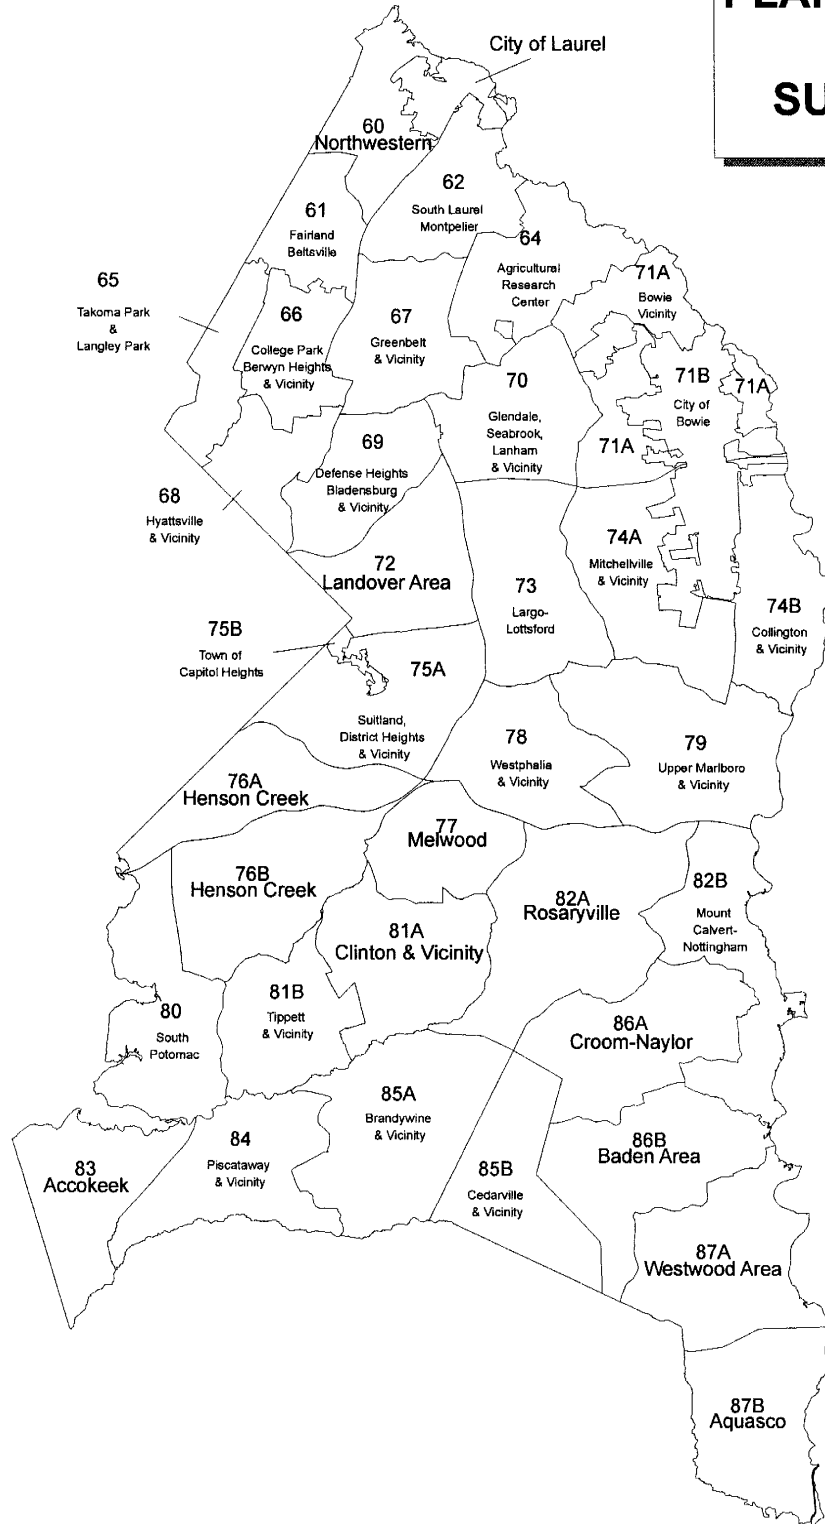 City of Laurel
SU
60
Northwestern
62
South Laurel
Montpelier
61
Fairland
Beltsville
64
Agricultural
Research
Center
65
Takoma Park
&
Langley Park
71A
Bowie
Vicinity
66
College Park
Berwyn Heights
& Vicinity
67
Greenbelt
& Vicinity
70
Glendale,
Seabrook,
Lanham
& Vicinity
71B
City of
Bowie
71A
71A
69
Defense Heights
Bladensburg
& Vicinity
68
Hyattsville
& Vicinity
72
Landover Area
73
Largo-
Lottsford
74A
Mitchellville
& Vicinity
74B
Collington
& Vicinity
75B
Town of
Capitol Heights
75A
Suitland,
District Heights
& Vicinity
78
Westphalia
& Vicinity
79
Upper Marlboro
& Vicinity
76A
Henson Creek
77
Melwood
76B
Henson Creek
82A
Rosaryville
82B
Mount
Calvert-
Nottingham
81A
Clinton & Vicinity
81B
Tippett
& Vicinity
80
South
Potomac
86A
Croom-Naylor
85A
Brandywine
& Vicinity
84
Piscataway
& Vicinity
83
Accokeek
85B
Cedarville
& Vicinity
86B
Baden Area
87A
Westwood Area
87B
Aquasco